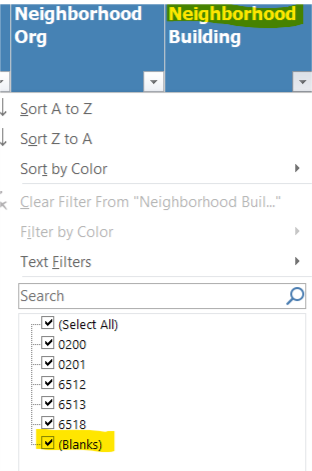 Neighborhood Neighborhood
Org Building
Sort A to Z
Sort Z to A
Sort by Color
Clear Filter From "Neighborhood Buil..."
Filter by Color
Text Filters
Search
(Select All)
0200
0201
6512
6513
6518
(Blanks)